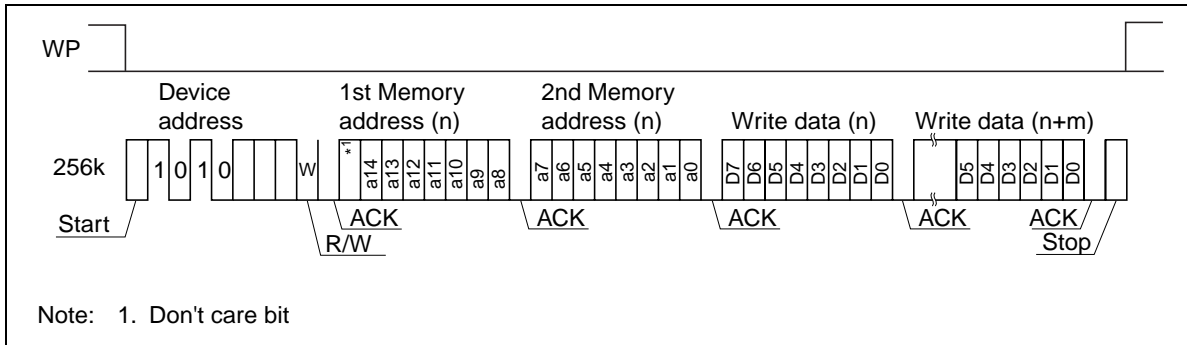 WP
Device address
1st Memory address (n)
2nd Memory address (n)
Write data (n)
Write data (n+m)
256k
1 0 1 0 W
*1 a14 a13 a12 a11 a10 a9 a8
a7 a6 a5 a4 a3 a2 a1 a0
D7 D6 D5 D4 D3 D2 D1 D0
D5 D4 D3 D2 D1 D0
Start
R/W
ACK
ACK
ACK
ACK
ACK
Stop
Note: 1. Don't care bit